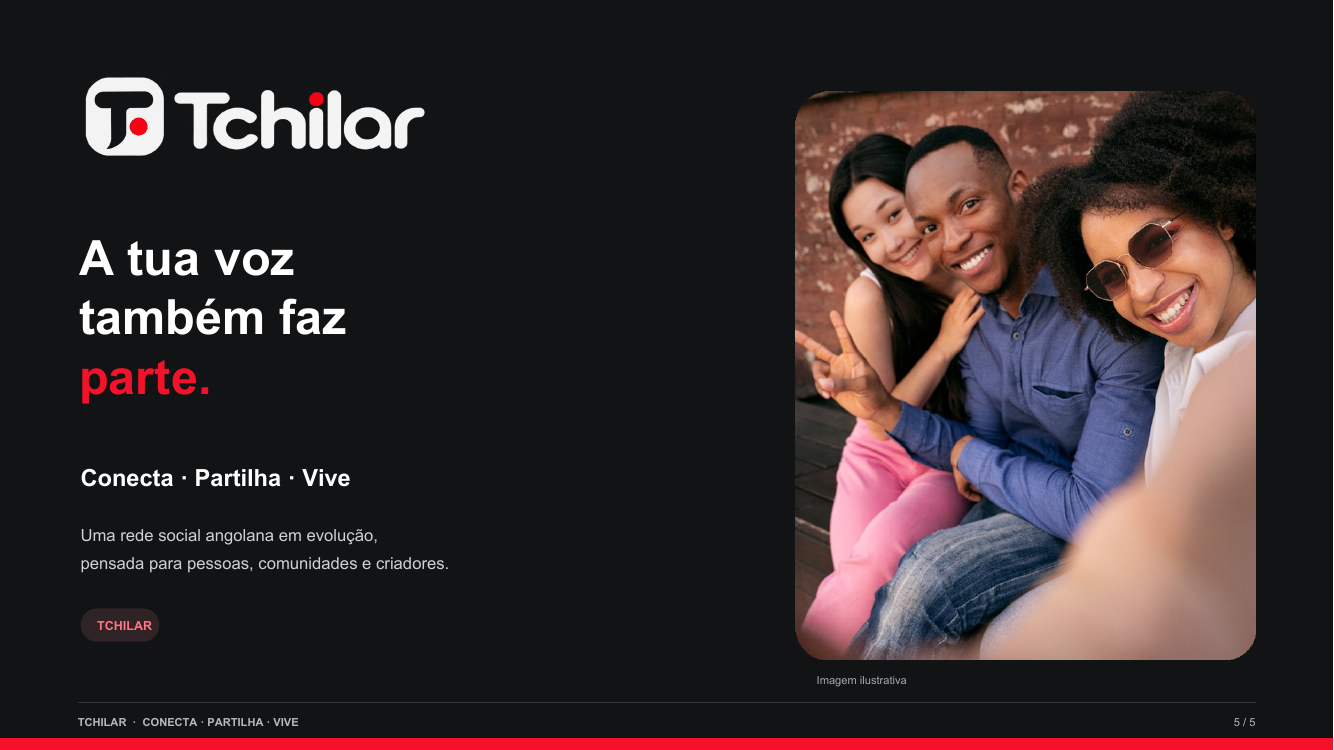 Tchilar
A tua voz
também faz
parte.
Conecta · Partilha · Vive
Uma rede social angolana em evolução,
pensada para pessoas, comunidades e criadores.
TCHILAR
Imagem ilustrativa
TCHILAR · CONECTA · PARTILHA · VIVE
5 / 5